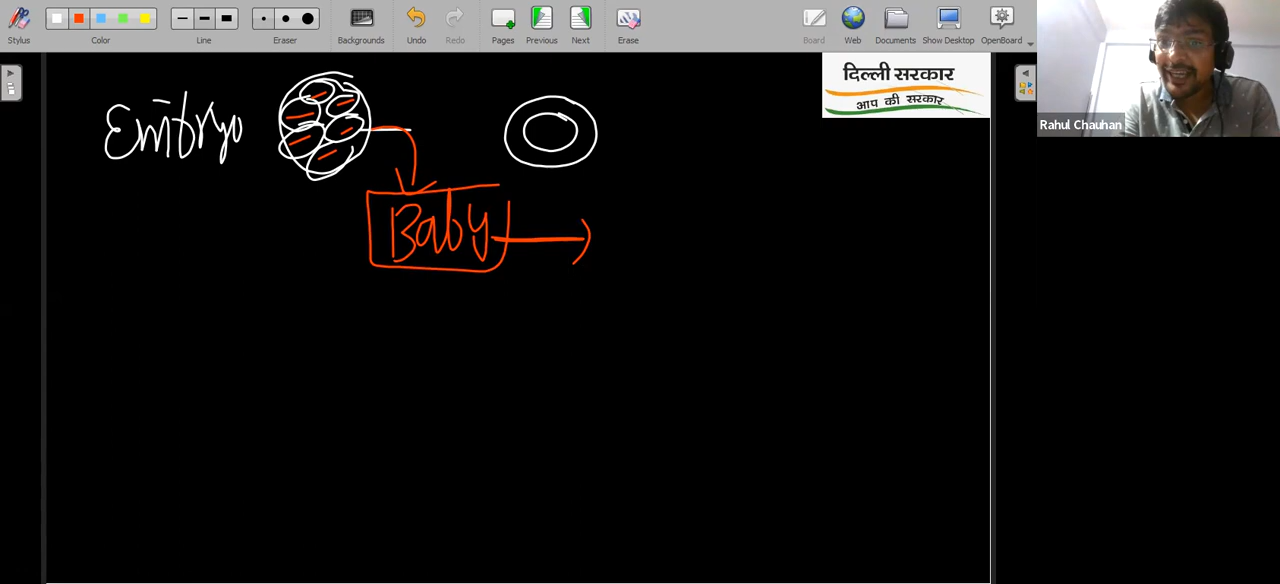 Stylus
Color
Line
Eraser
Backgrounds
Undo
Redo
Pages
Previous
Next
Erase
Board
Web
Documents
Show Desktop
OpenBoard
दिल्ली सरकार
आप की सरकार
Rahul Chauhan
Embryo
Baby